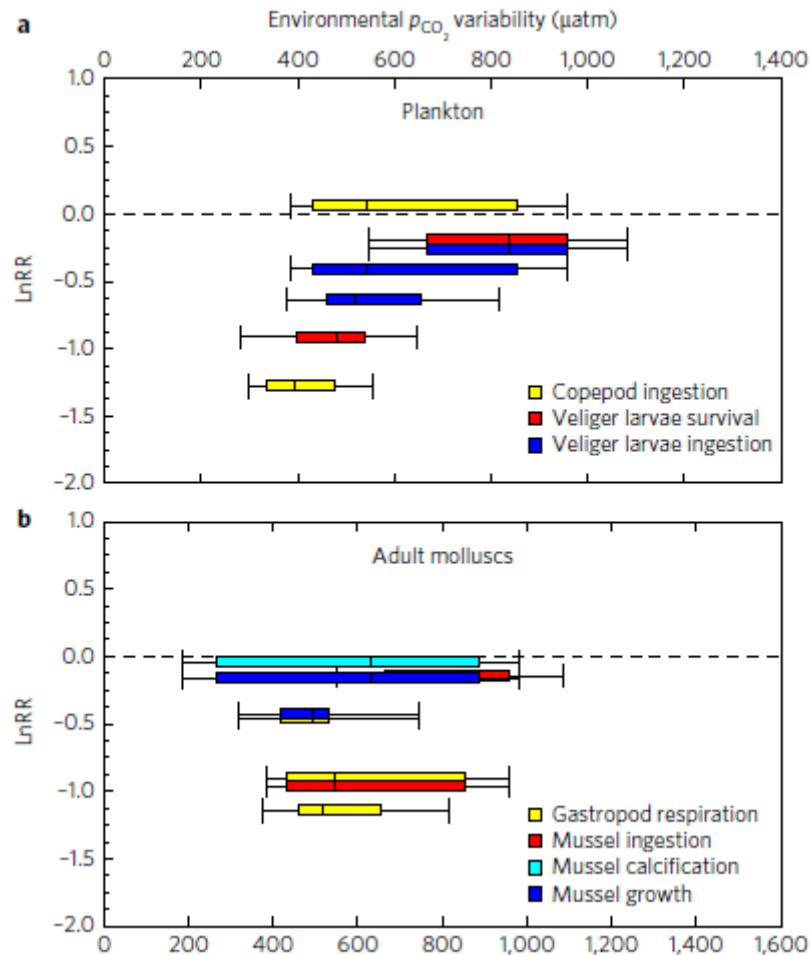 a
Environmental pCO2 variability (μatm)
0 200 400 600 800 1,000 1,200 1,400
1.0
Plankton
0.5
0.0
LnRR
−0.5
−1.0
−1.5
−2.0
Copepod ingestion
Veliger larvae survival
Veliger larvae ingestion
b
1.0
Adult molluscs
0.5
0.0
LnRR
−0.5
−1.0
−1.5
−2.0
Gastropod respiration
Mussel ingestion
Mussel calcification
Mussel growth
0 200 400 600 800 1,000 1,200 1,400 1,600